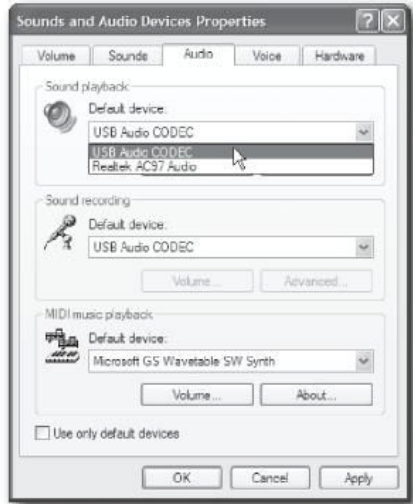 Sounds and Audio Devices Properties
Volume Sounds Audio Voice Hardware
Sound playback
Default device:
USB Audio CODEC
USB Audio CODEC
Realtek AC97 Audio
Sound recording
Default device:
USB Audio CODEC
Volume... Advanced...
MIDI music playback
Default device:
Microsoft GS Wavetable SW Synth
Volume... About...
Use only default devices
OK Cancel Apply